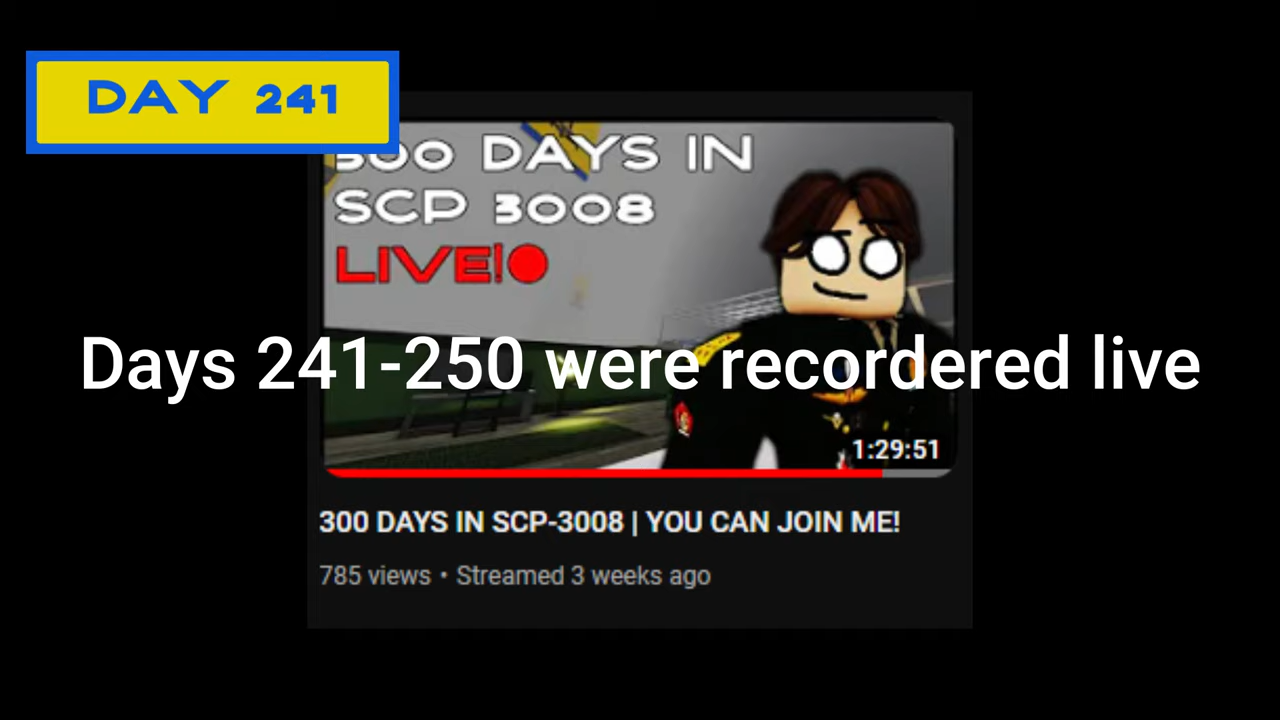 DAY 241
300 DAYS IN
SCP 3008
LIVE!
Days 241-250 were recordered live
1:29:51
300 DAYS IN SCP-3008 | YOU CAN JOIN ME!
785 views • Streamed 3 weeks ago